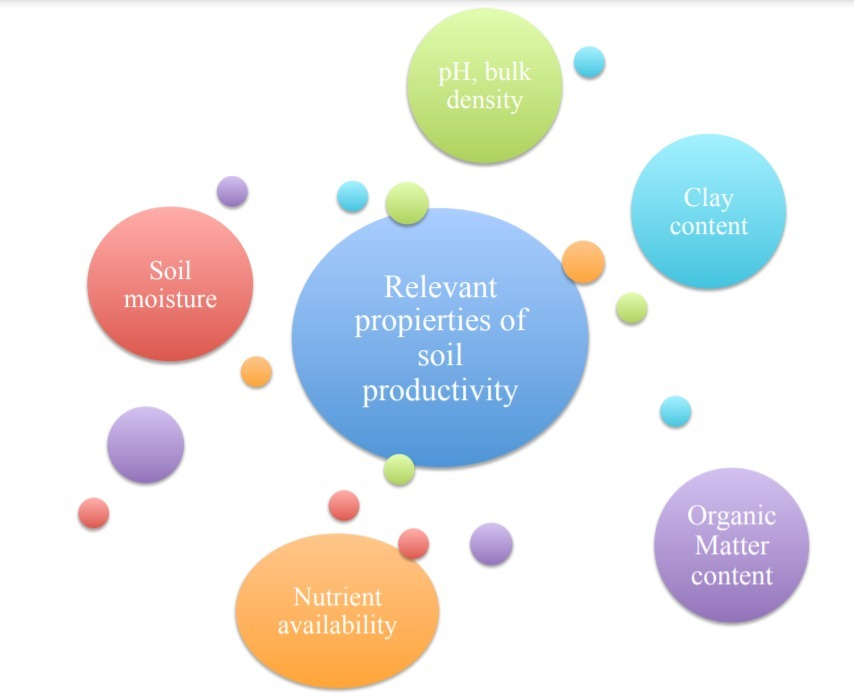 pH, bulk
density
Clay
content
Soil
moisture
Relevant
propierties of
soil
productivity
Organic
Matter
content
Nutrient
availability